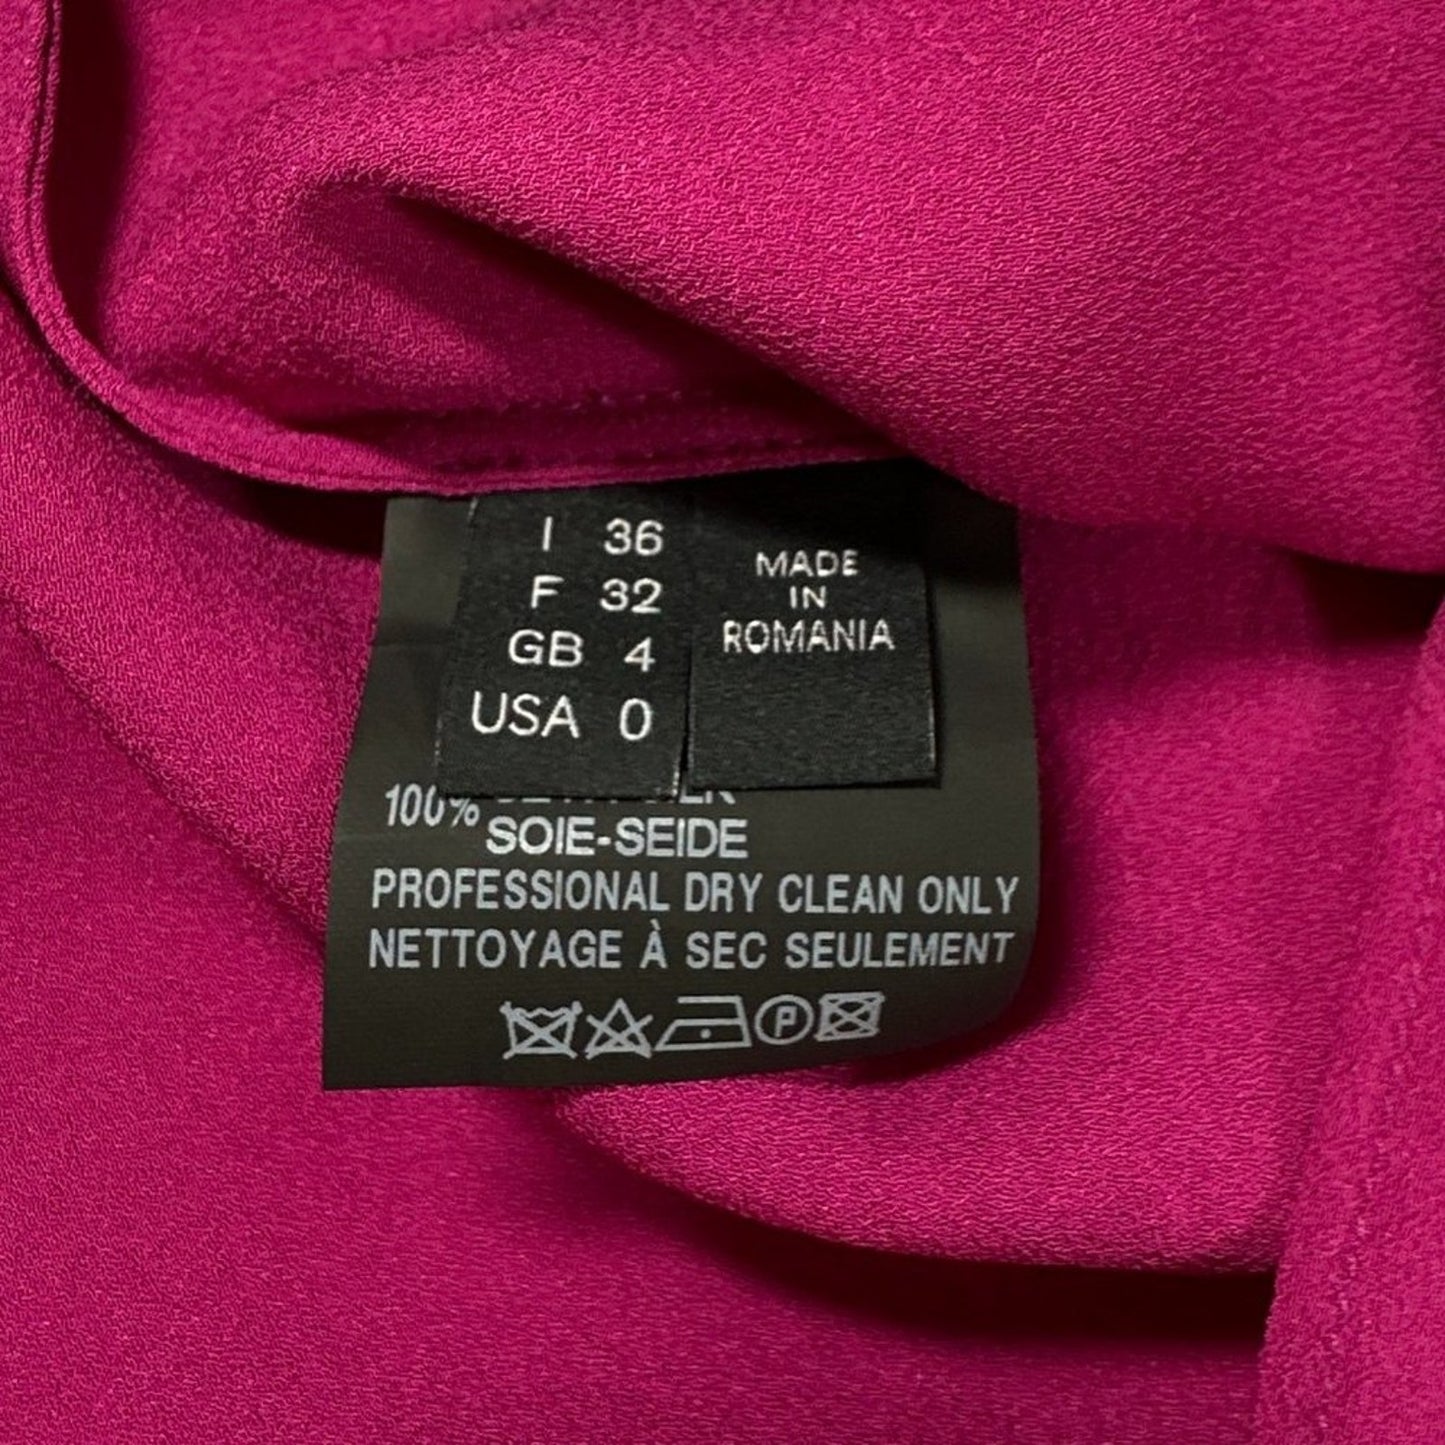 I 36
F 32
GB 4
USA 0
MADE
IN
ROMANIA
100%
SOIE-SEIDE
PROFESSIONAL DRY CLEAN ONLY
NETTOYAGE À SEC SEULEMENT
P